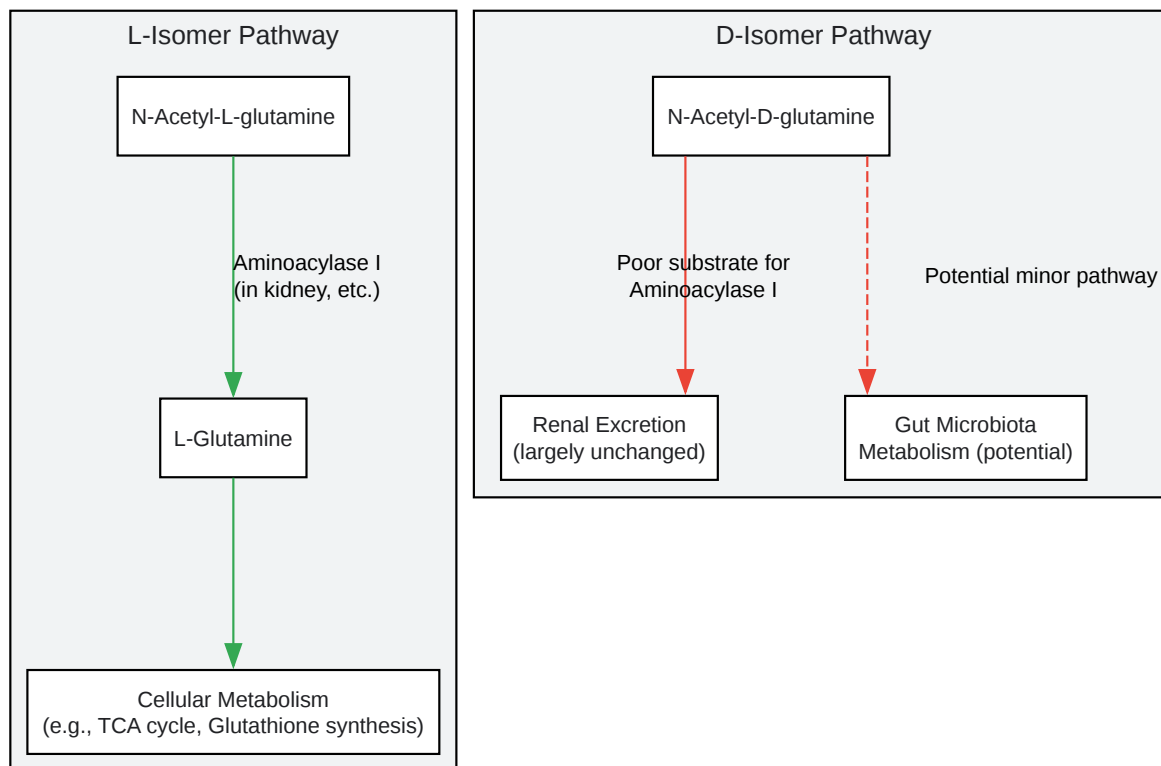 L-Isomer Pathway
N-Acetyl-L-glutamine
Aminoacylase I
(in kidney, etc.)
L-Glutamine
Cellular Metabolism
(e.g., TCA cycle, Glutathione synthesis)
D-Isomer Pathway
N-Acetyl-D-glutamine
Poor substrate for
Aminoacylase I
Potential minor pathway
Renal Excretion
(largely unchanged)
Gut Microbiota
Metabolism (potential)